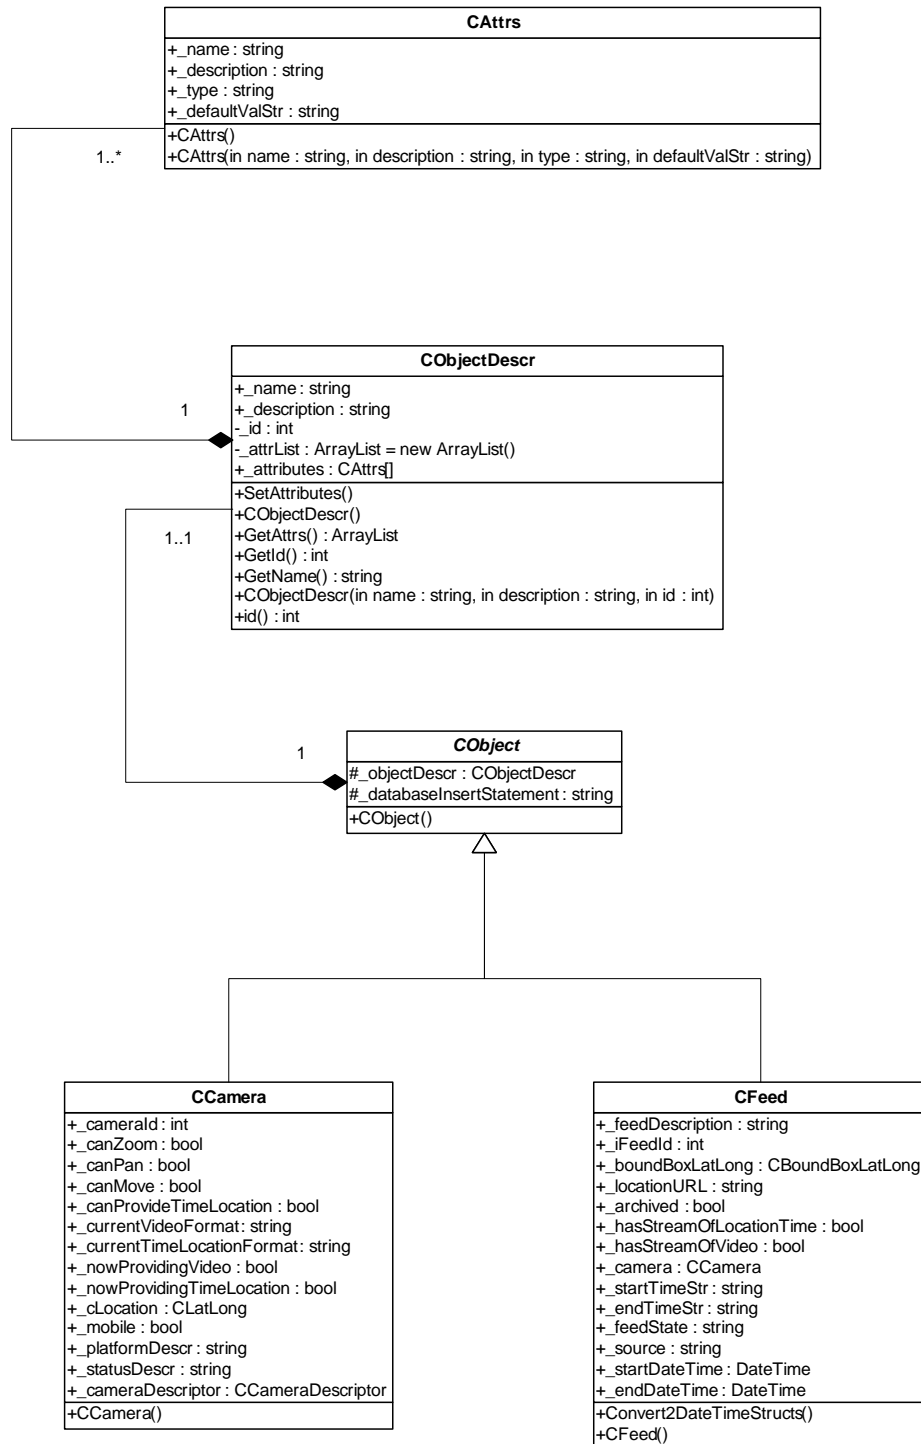 CAttrs
+_name : string
+_description : string
+_type : string
+_defaultValStr : string
+CAttrs()
+CAttrs(in name : string, in description : string, in type : string, in defaultValStr : string)
1..*
CObjectDescr
+_name : string
+_description : string
-_id : int
-_attrList : ArrayList = new ArrayList()
+_attributes : CAttrs[]
+SetAttributes()
+CObjectDescr()
+GetAttrs() : ArrayList
+GetId() : int
+GetName() : string
+CObjectDescr(in name : string, in description : string, in id : int)
+id() : int
1
1..1
CObject
#_objectDescr : CObjectDescr
#_databaseInsertStatement : string
+CObject()
1
CCamera
+_cameraId : int
+_canZoom : bool
+_canPan : bool
+_canMove : bool
+_canProvideTimeLocation : bool
+_currentVideoFormat : string
+_currentTimeLocationFormat : string
+_nowProvidingVideo : bool
+_nowProvidingTimeLocation : bool
+_cLocation : CLatLong
+_mobile : bool
+_platformDescr : string
+_statusDescr : string
+_cameraDescriptor : CCameraDescriptor
+CCamera()
CFeed
+_feedDescription : string
+_iFeedId : int
+_boundBoxLatLong : CBoundBoxLatLong
+_locationURL : string
+_archived : bool
+_hasStreamOfLocationTime : bool
+_hasStreamOfVideo : bool
+_camera : CCamera
+_startTimeStr : string
+_endTimeStr : string
+_feedState : string
+_source : string
+_startDateTime : DateTime
+_endDateTime : DateTime
+Convert2DateTimeStructs()
+CFeed()